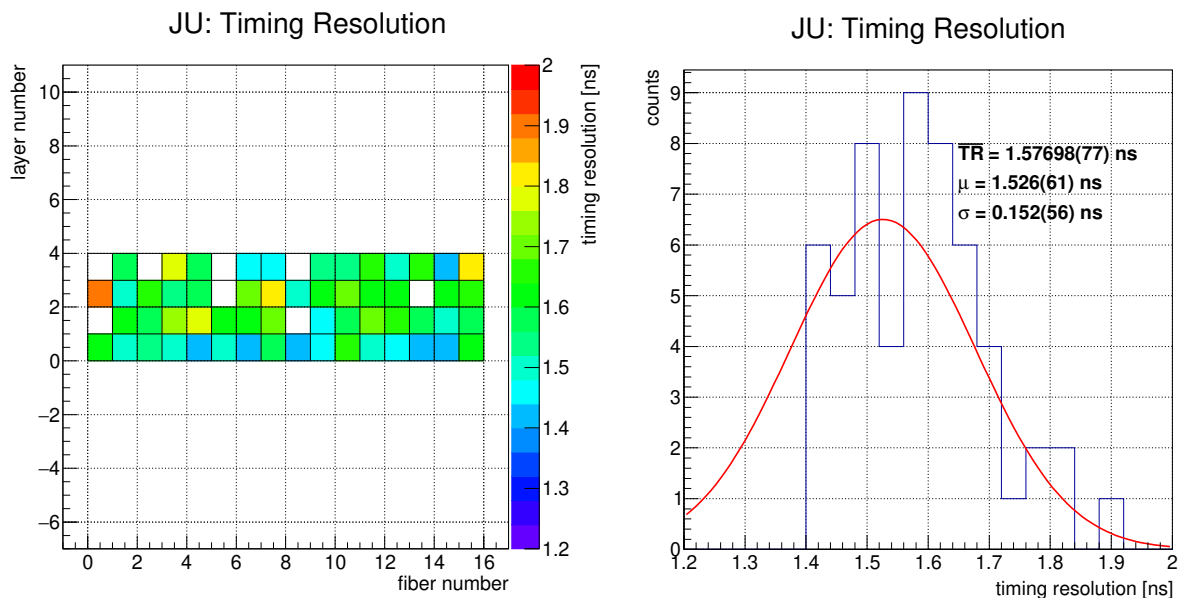 JU: Timing Resolution
layer number
10
8
6
4
2
0
−2
−4
−6
0 2 4 6 8 10 12 14 16
fiber number
2
1.9
1.8
1.7
1.6
1.5
1.4
1.3
1.2
timing resolution [ns]
JU: Timing Resolution
counts
9
8
7
6
5
4
3
2
1
0
TR = 1.57698(77) ns
μ = 1.526(61) ns
σ = 0.152(56) ns
1.2 1.3 1.4 1.5 1.6 1.7 1.8 1.9 2
timing resolution [ns]